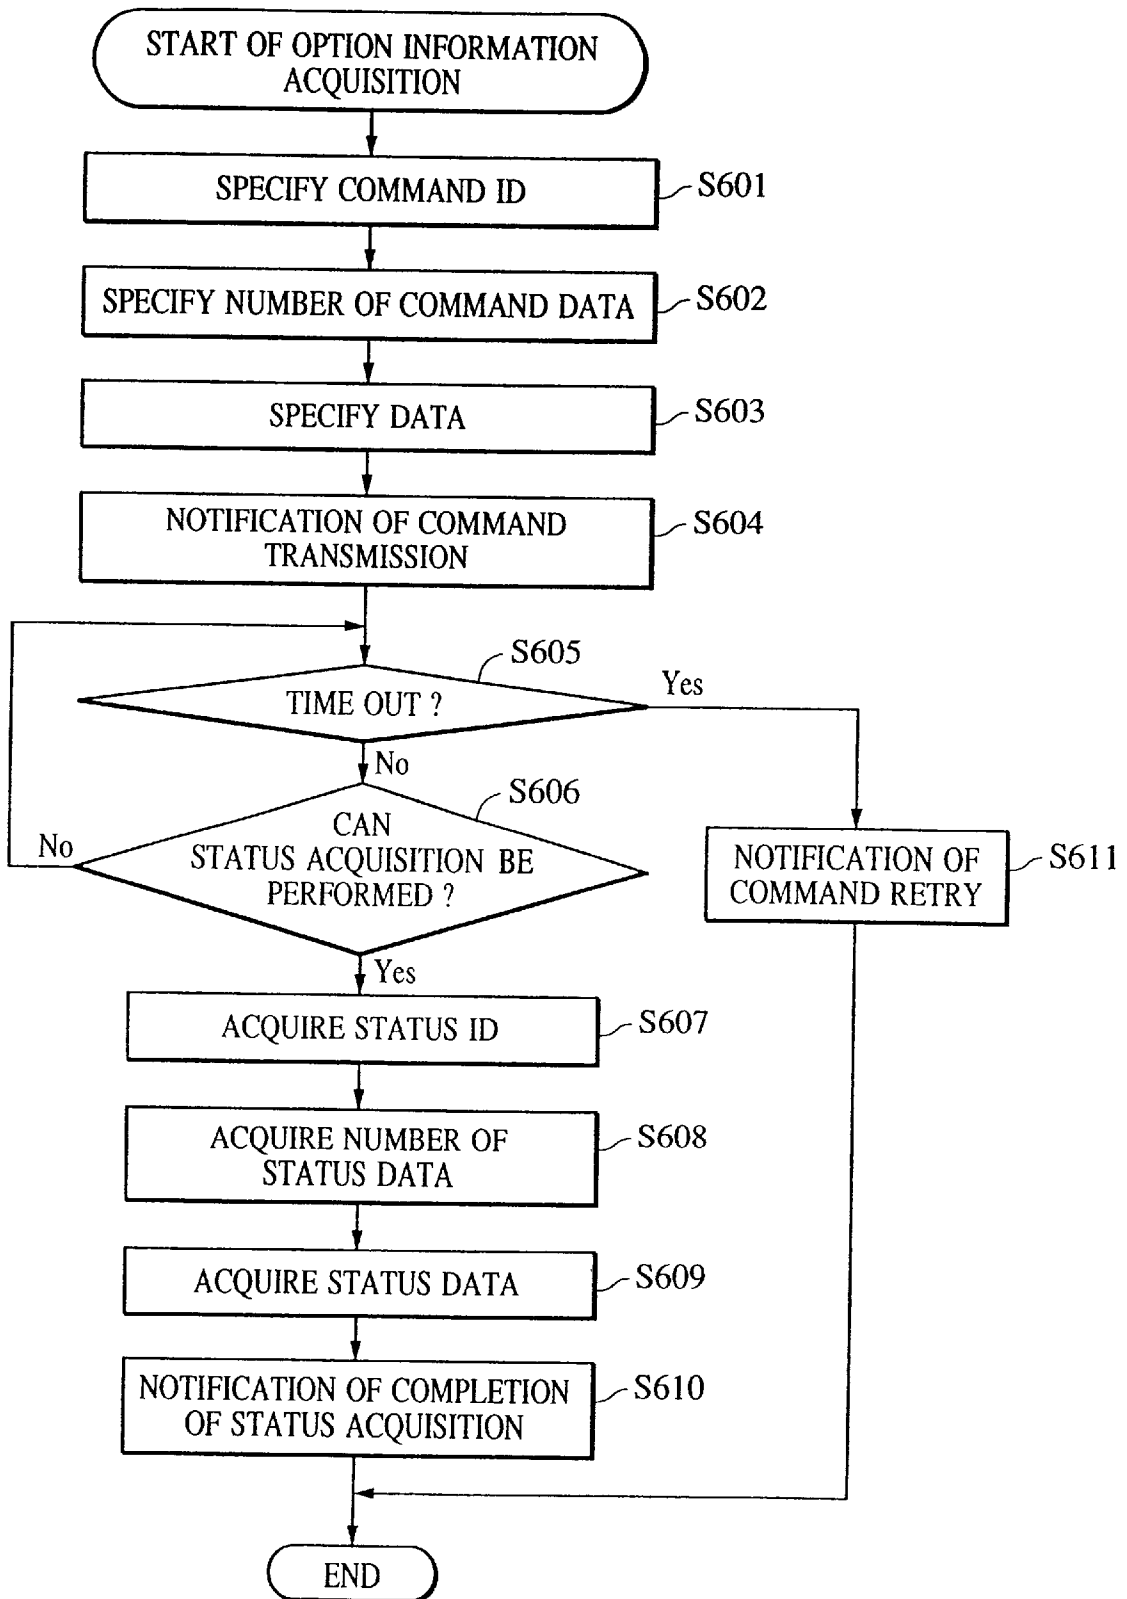 START OF OPTION INFORMATION
ACQUISITION
SPECIFY COMMAND ID
S601
SPECIFY NUMBER OF COMMAND DATA
S602
SPECIFY DATA
S603
NOTIFICATION OF COMMAND
TRANSMISSION
S604
S605
TIME OUT ?
Yes
No
S606
CAN
STATUS ACQUISITION BE
PERFORMED ?
No
NOTIFICATION OF
COMMAND RETRY
S611
Yes
ACQUIRE STATUS ID
S607
ACQUIRE NUMBER OF
STATUS DATA
S608
ACQUIRE STATUS DATA
S609
NOTIFICATION OF COMPLETION
OF STATUS ACQUISITION
S610
END